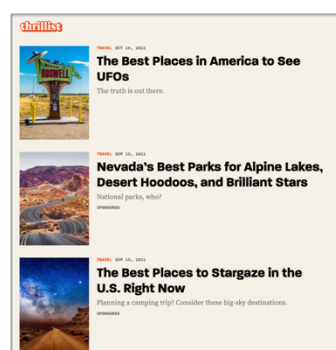 thrillist
TRAVEL OCT 10, 2021
The Best Places in America to See
UFOs
The truth is out there.
ROSWELL
TRAVEL SEP 15, 2021
Nevada's Best Parks for Alpine Lakes,
Desert Hoodoos, and Brilliant Stars
National parks, who?
SPONSORED
TRAVEL SEP 15, 2021
The Best Places to Stargaze in the
U.S. Right Now
Planning a camping trip? Consider these big-sky destinations.
SPONSORED